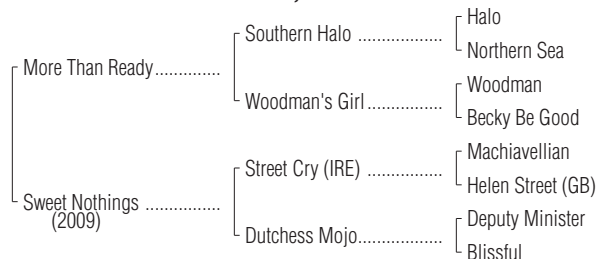 Halo
Southern Halo ..................
Northern Sea
More Than Ready..............
Woodman
Woodman's Girl................
Becky Be Good
Machiavellian
Street Cry (IRE) ................
Helen Street (GB)
Sweet Nothings ................
(2009)
Deputy Minister
Dutchess Mojo..................
Blissful